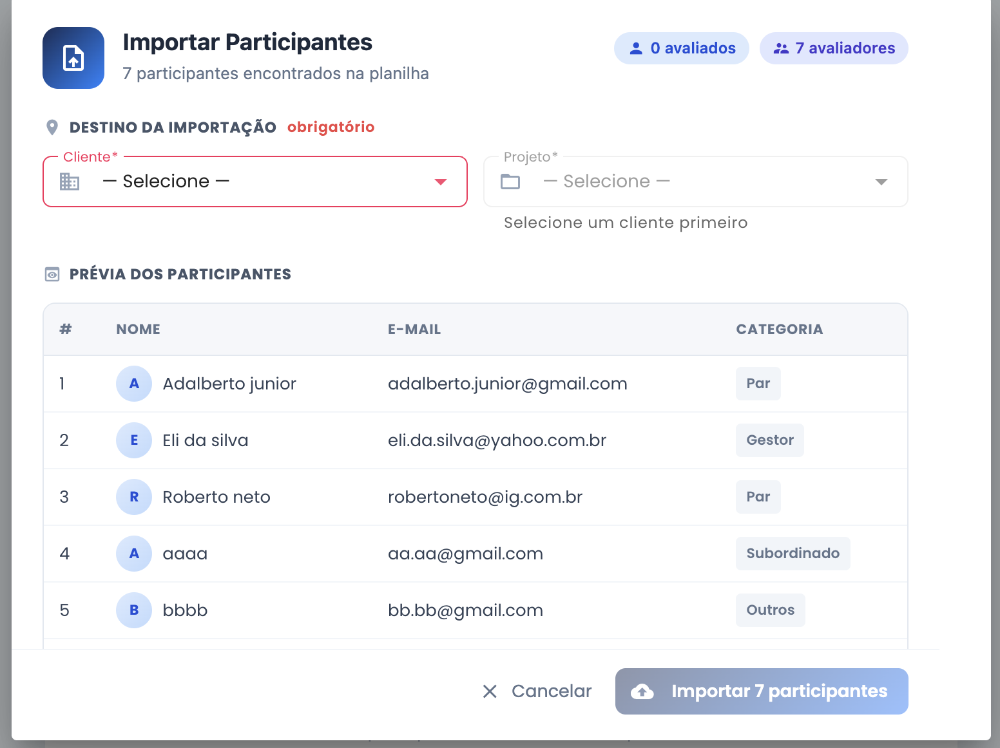 Importar Participantes
7 participantes encontrados na planilha
0 avaliados
7 avaliadores
DESTINO DA IMPORTAÇÃO obrigatório
Cliente*
— Selecione —
Projeto*
— Selecione —
Selecione um cliente primeiro
PRÉVIA DOS PARTICIPANTES
# NOME E-MAIL CATEGORIA
1 A Adalberto junior adalberto.junior@gmail.com Par
2 E Eli da silva eli.da.silva@yahoo.com.br Gestor
3 R Roberto neto robertoneto@ig.com.br Par
4 A aaaa aa.aa@gmail.com Subordinado
5 B bbbb bb.bb@gmail.com Outros
Cancelar
Importar 7 participantes